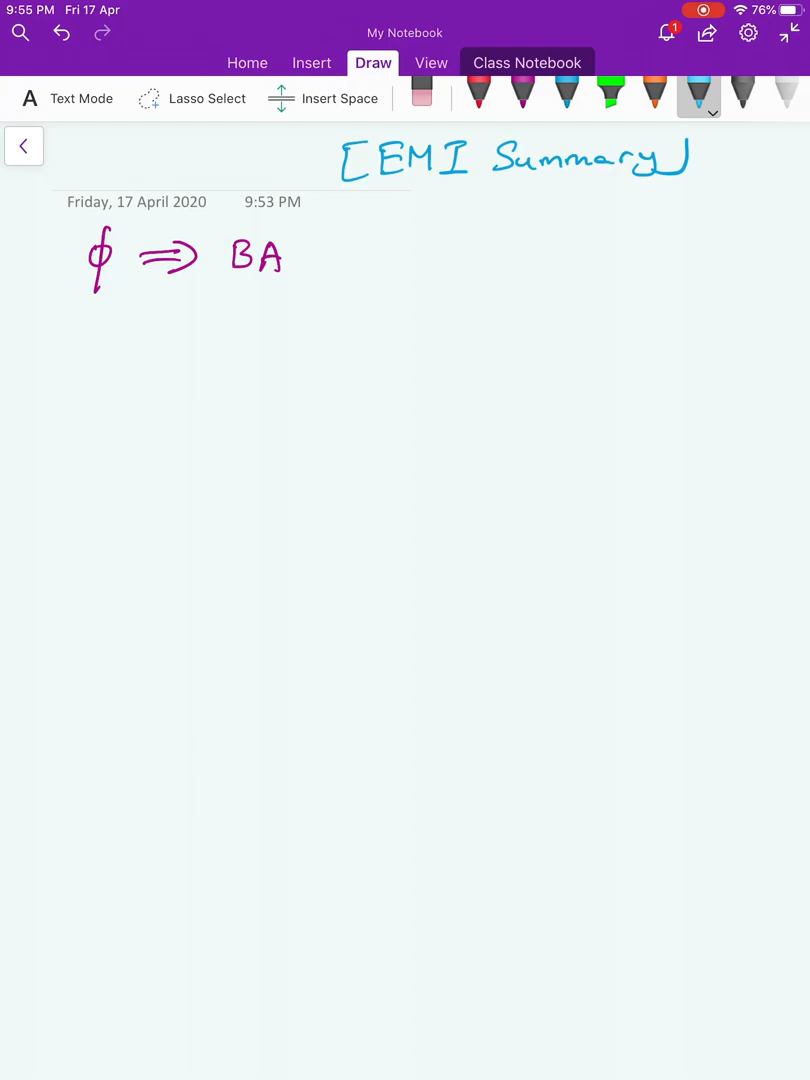 9:55 PM Fri 17 Apr 76%
My Notebook
1
Home Insert Draw View Class Notebook
A Text Mode Lasso Select Insert Space
[EMI Summary]
Friday, 17 April 2020 9:53 PM
ϕ ⇒ BA